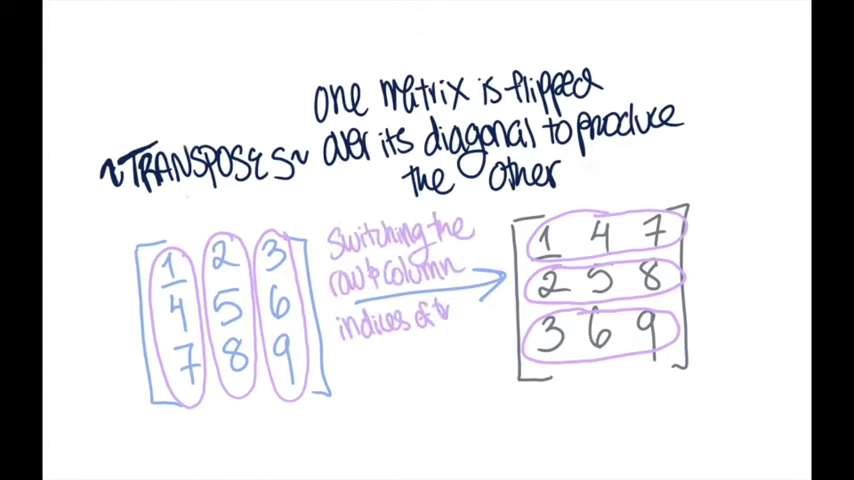 one matrix is flipped
~TRANSPOSES~ over its diagonal to produce
the other
1 2 3
4 5 6
7 8 9
switching the
row & column
indices of
1 4 7
2 5 8
3 6 9